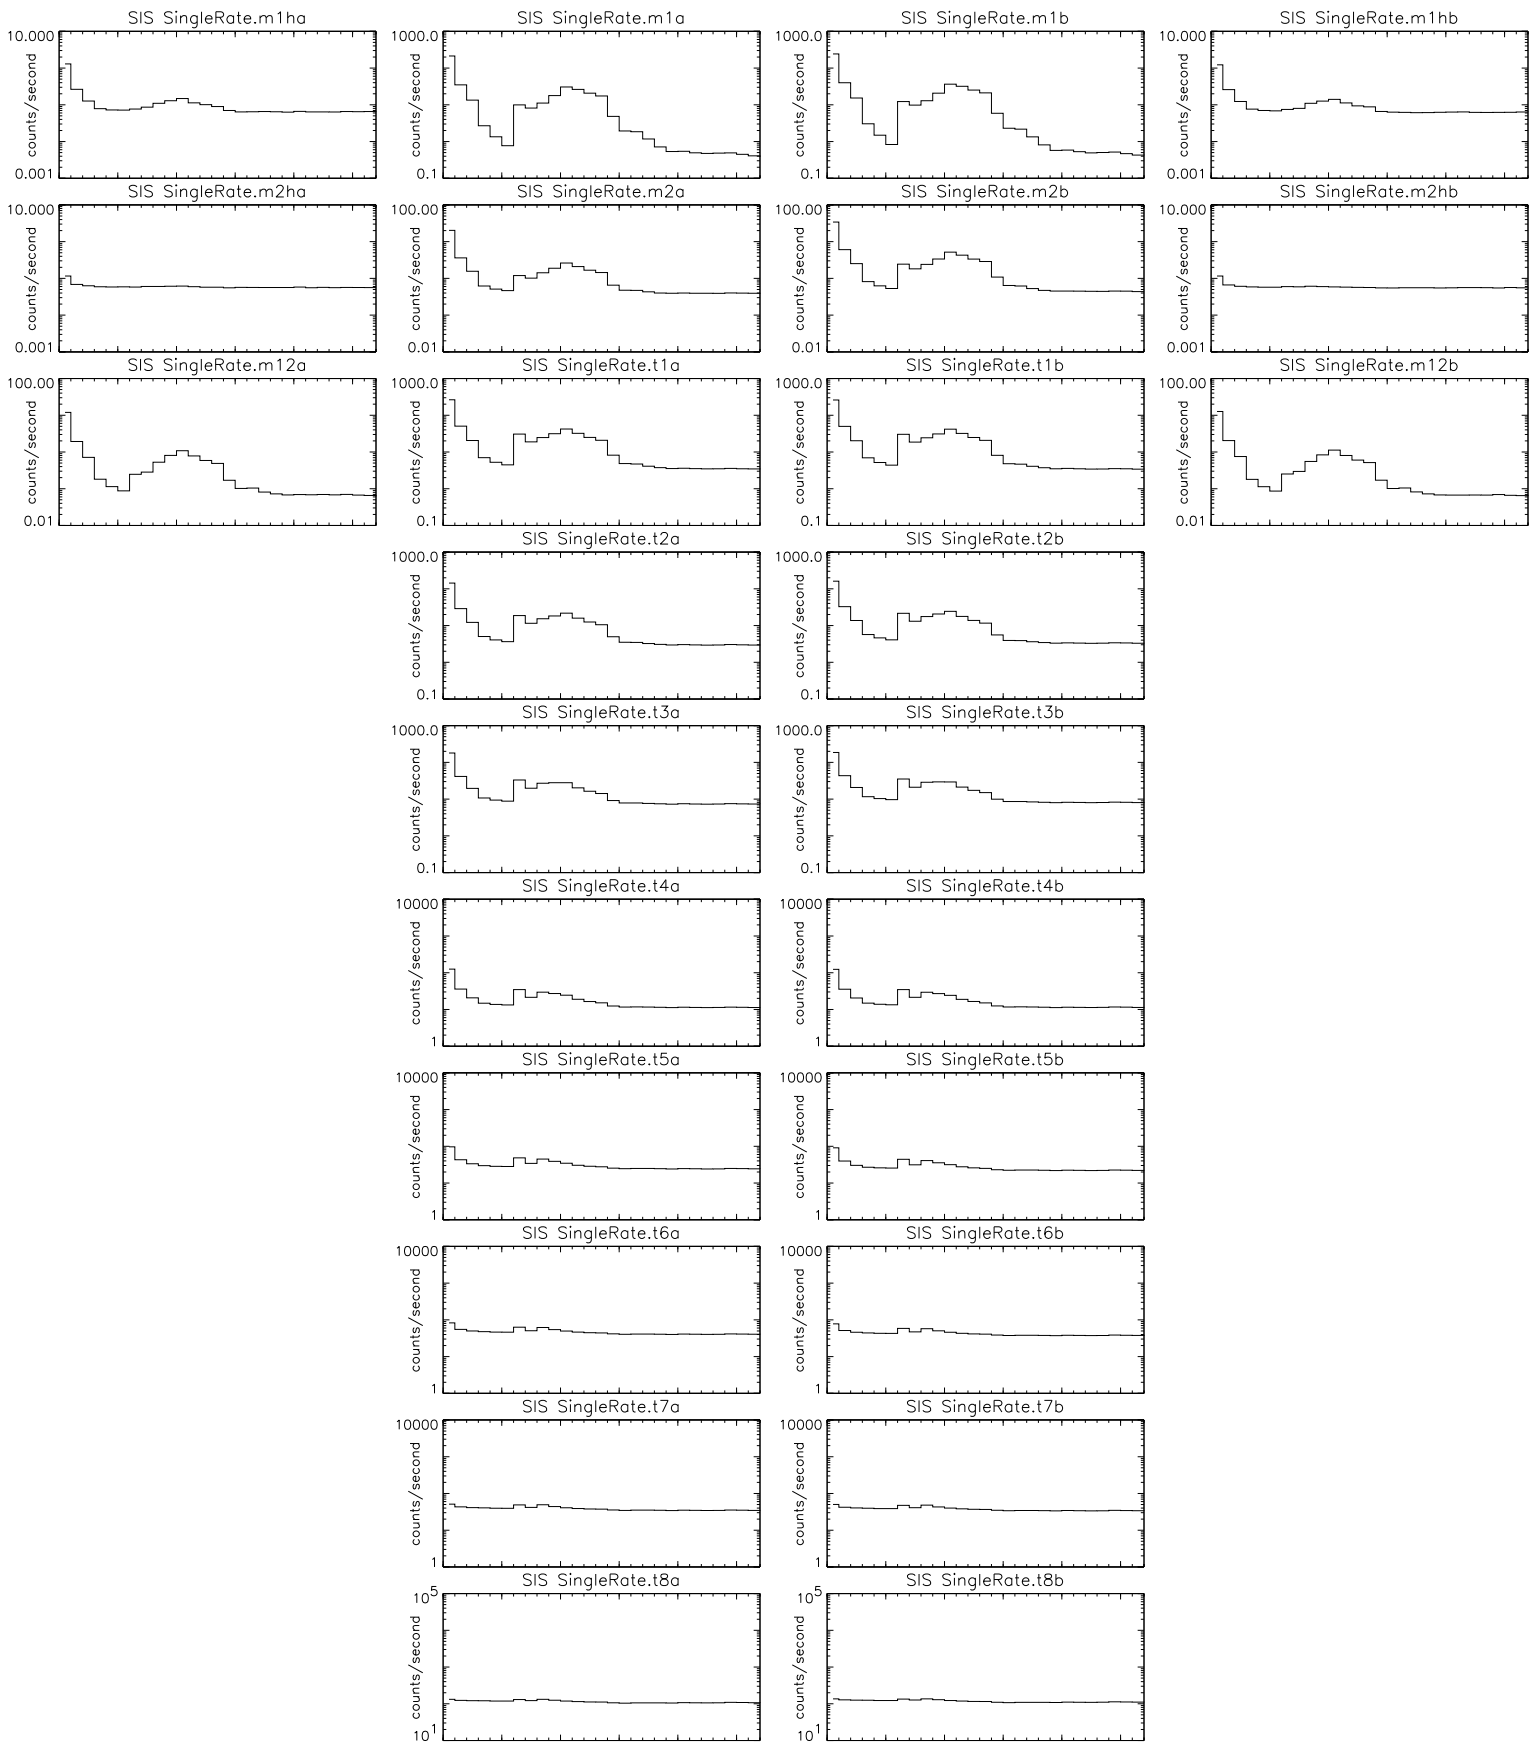 SIS SingleRate.m1ha
10.000
counts/second
0.001
SIS SingleRate.m1a
1000.0
counts/second
0.1
SIS SingleRate.m1b
1000.0
counts/second
0.1
SIS SingleRate.m1hb
10.000
counts/second
0.001
SIS SingleRate.m2ha
10.000
counts/second
0.001
SIS SingleRate.m2a
100.00
counts/second
0.01
SIS SingleRate.m2b
100.00
counts/second
0.01
SIS SingleRate.m2hb
10.000
counts/second
0.001
SIS SingleRate.m12a
100.00
counts/second
0.01
SIS SingleRate.t1a
1000.0
counts/second
0.1
SIS SingleRate.t1b
1000.0
counts/second
0.1
SIS SingleRate.m12b
100.00
counts/second
0.01
SIS SingleRate.t2a
1000.0
counts/second
0.1
SIS SingleRate.t2b
1000.0
counts/second
0.1
SIS SingleRate.t3a
1000.0
counts/second
0.1
SIS SingleRate.t3b
1000.0
counts/second
0.1
SIS SingleRate.t4a
10000
counts/second
1
SIS SingleRate.t4b
10000
counts/second
1
SIS SingleRate.t5a
10000
counts/second
1
SIS SingleRate.t5b
10000
counts/second
1
SIS SingleRate.t6a
10000
counts/second
1
SIS SingleRate.t6b
10000
counts/second
1
SIS SingleRate.t7a
10000
counts/second
1
SIS SingleRate.t7b
10000
counts/second
1
SIS SingleRate.t8a
10⁵
counts/second
10¹
SIS SingleRate.t8b
10⁵
counts/second
10¹